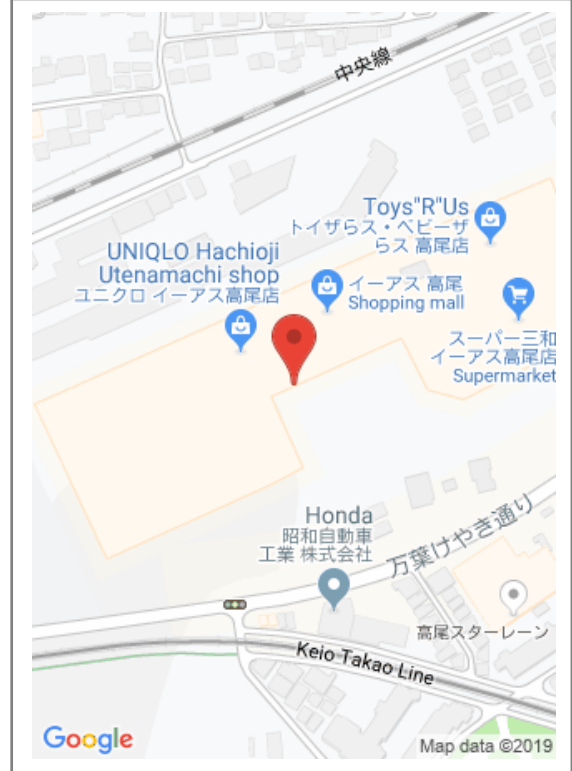 中央線
Toys"R"Us
トイザらス・ベビーザ
らス 高尾店
UNIQLO Hachioji
Utenamachi shop
ユニクロ イーアス高尾店
イーアス 高尾
Shopping mall
スーパー三和
イーアス高尾店
Supermarket
Honda
昭和自動車
工業 株式会社
万葉けやき通り
高尾スターレーン
Keio Takao Line
Google
Map data ©2019